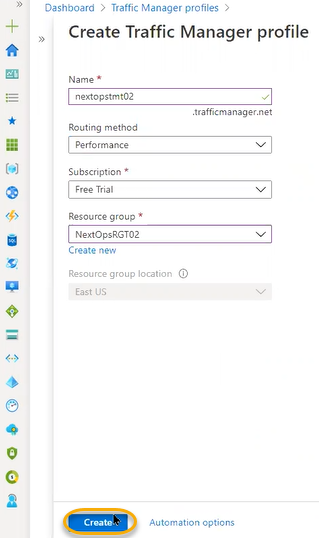 Dashboard > Traffic Manager profiles >
Create Traffic Manager profile
Name *
nextopstmt02
.trafficmanager.net
Routing method
Performance
Subscription *
Free Trial
Resource group *
NextOpsRGT02
Create new
Resource group location
East US
Create
Automation options